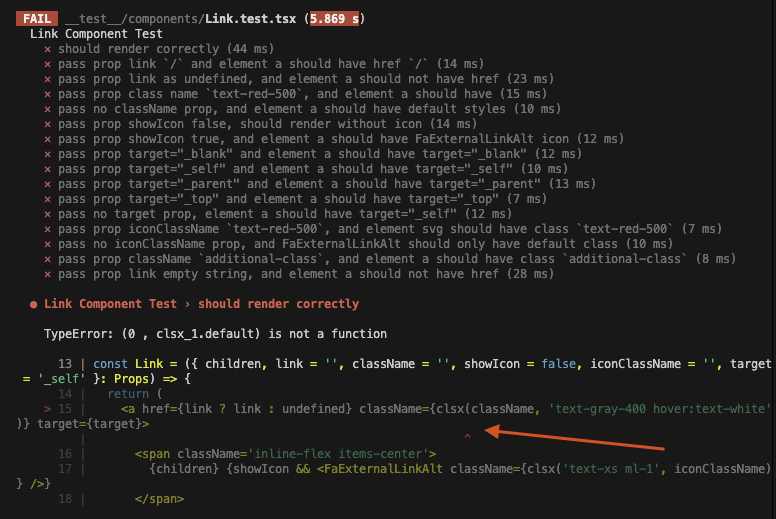 FAIL __test__/components/Link.test.tsx (5.869 s)
Link Component Test
× should render correctly (44 ms)
× pass prop link `/` and element a should have href `/` (14 ms)
× pass prop link as undefined, and element a should not have href (23 ms)
× pass prop class name `text-red-500`, and element a should have (15 ms)
× pass no className prop, and element a should have default styles (10 ms)
× pass prop showIcon false, should render without icon (14 ms)
× pass prop showIcon true, and element a should have FaExternalLinkAlt icon (12 ms)
× pass prop target="_blank" and element a should have target="_blank" (12 ms)
× pass prop target="_self" and element a should have target="_self" (10 ms)
× pass prop target="_parent" and element a should have target="_parent" (13 ms)
× pass prop target="_top" and element a should have target="_top" (7 ms)
× pass no target prop, element a should have target="_self" (12 ms)
× pass prop iconClassName `text-red-500`, and element svg should have class `text-red-500` (7 ms)
× pass no iconClassName prop, and FaExternalLinkAlt should only have default class (10 ms)
× pass prop className `additional-class`, and element a should have class `additional-class` (8 ms)
× pass prop link empty string, and element a should not have href (28 ms)
● Link Component Test › should render correctly
TypeError: (0 , clsx_1.default) is not a function
13 | const Link = ({ children, link = '', className = '', showIcon = false, iconClassName = '', target
= '_self' }: Props) => {
14 | return (
> 15 | <a href={link ? link : undefined} className={clsx(className, 'text-gray-400 hover:text-white'
)} target={target}>
| ^
16 | <span className='inline-flex items-center'>
17 | {children} {showIcon && <FaExternalLinkAlt className={clsx('text-xs ml-1', iconClassName)
} />}
18 | </span>